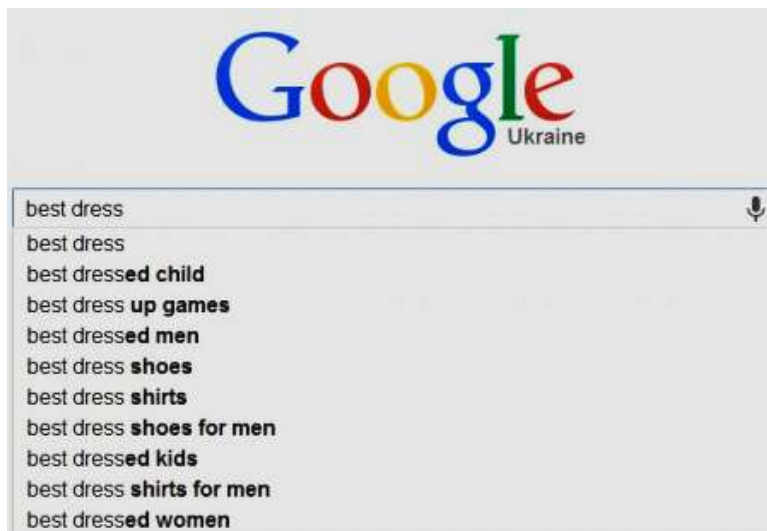 Google
Ukraine
best dress
best dress
best dressed child
best dress up games
best dressed men
best dress shoes
best dress shirts
best dress shoes for men
best dressed kids
best dress shirts for men
best dressed women